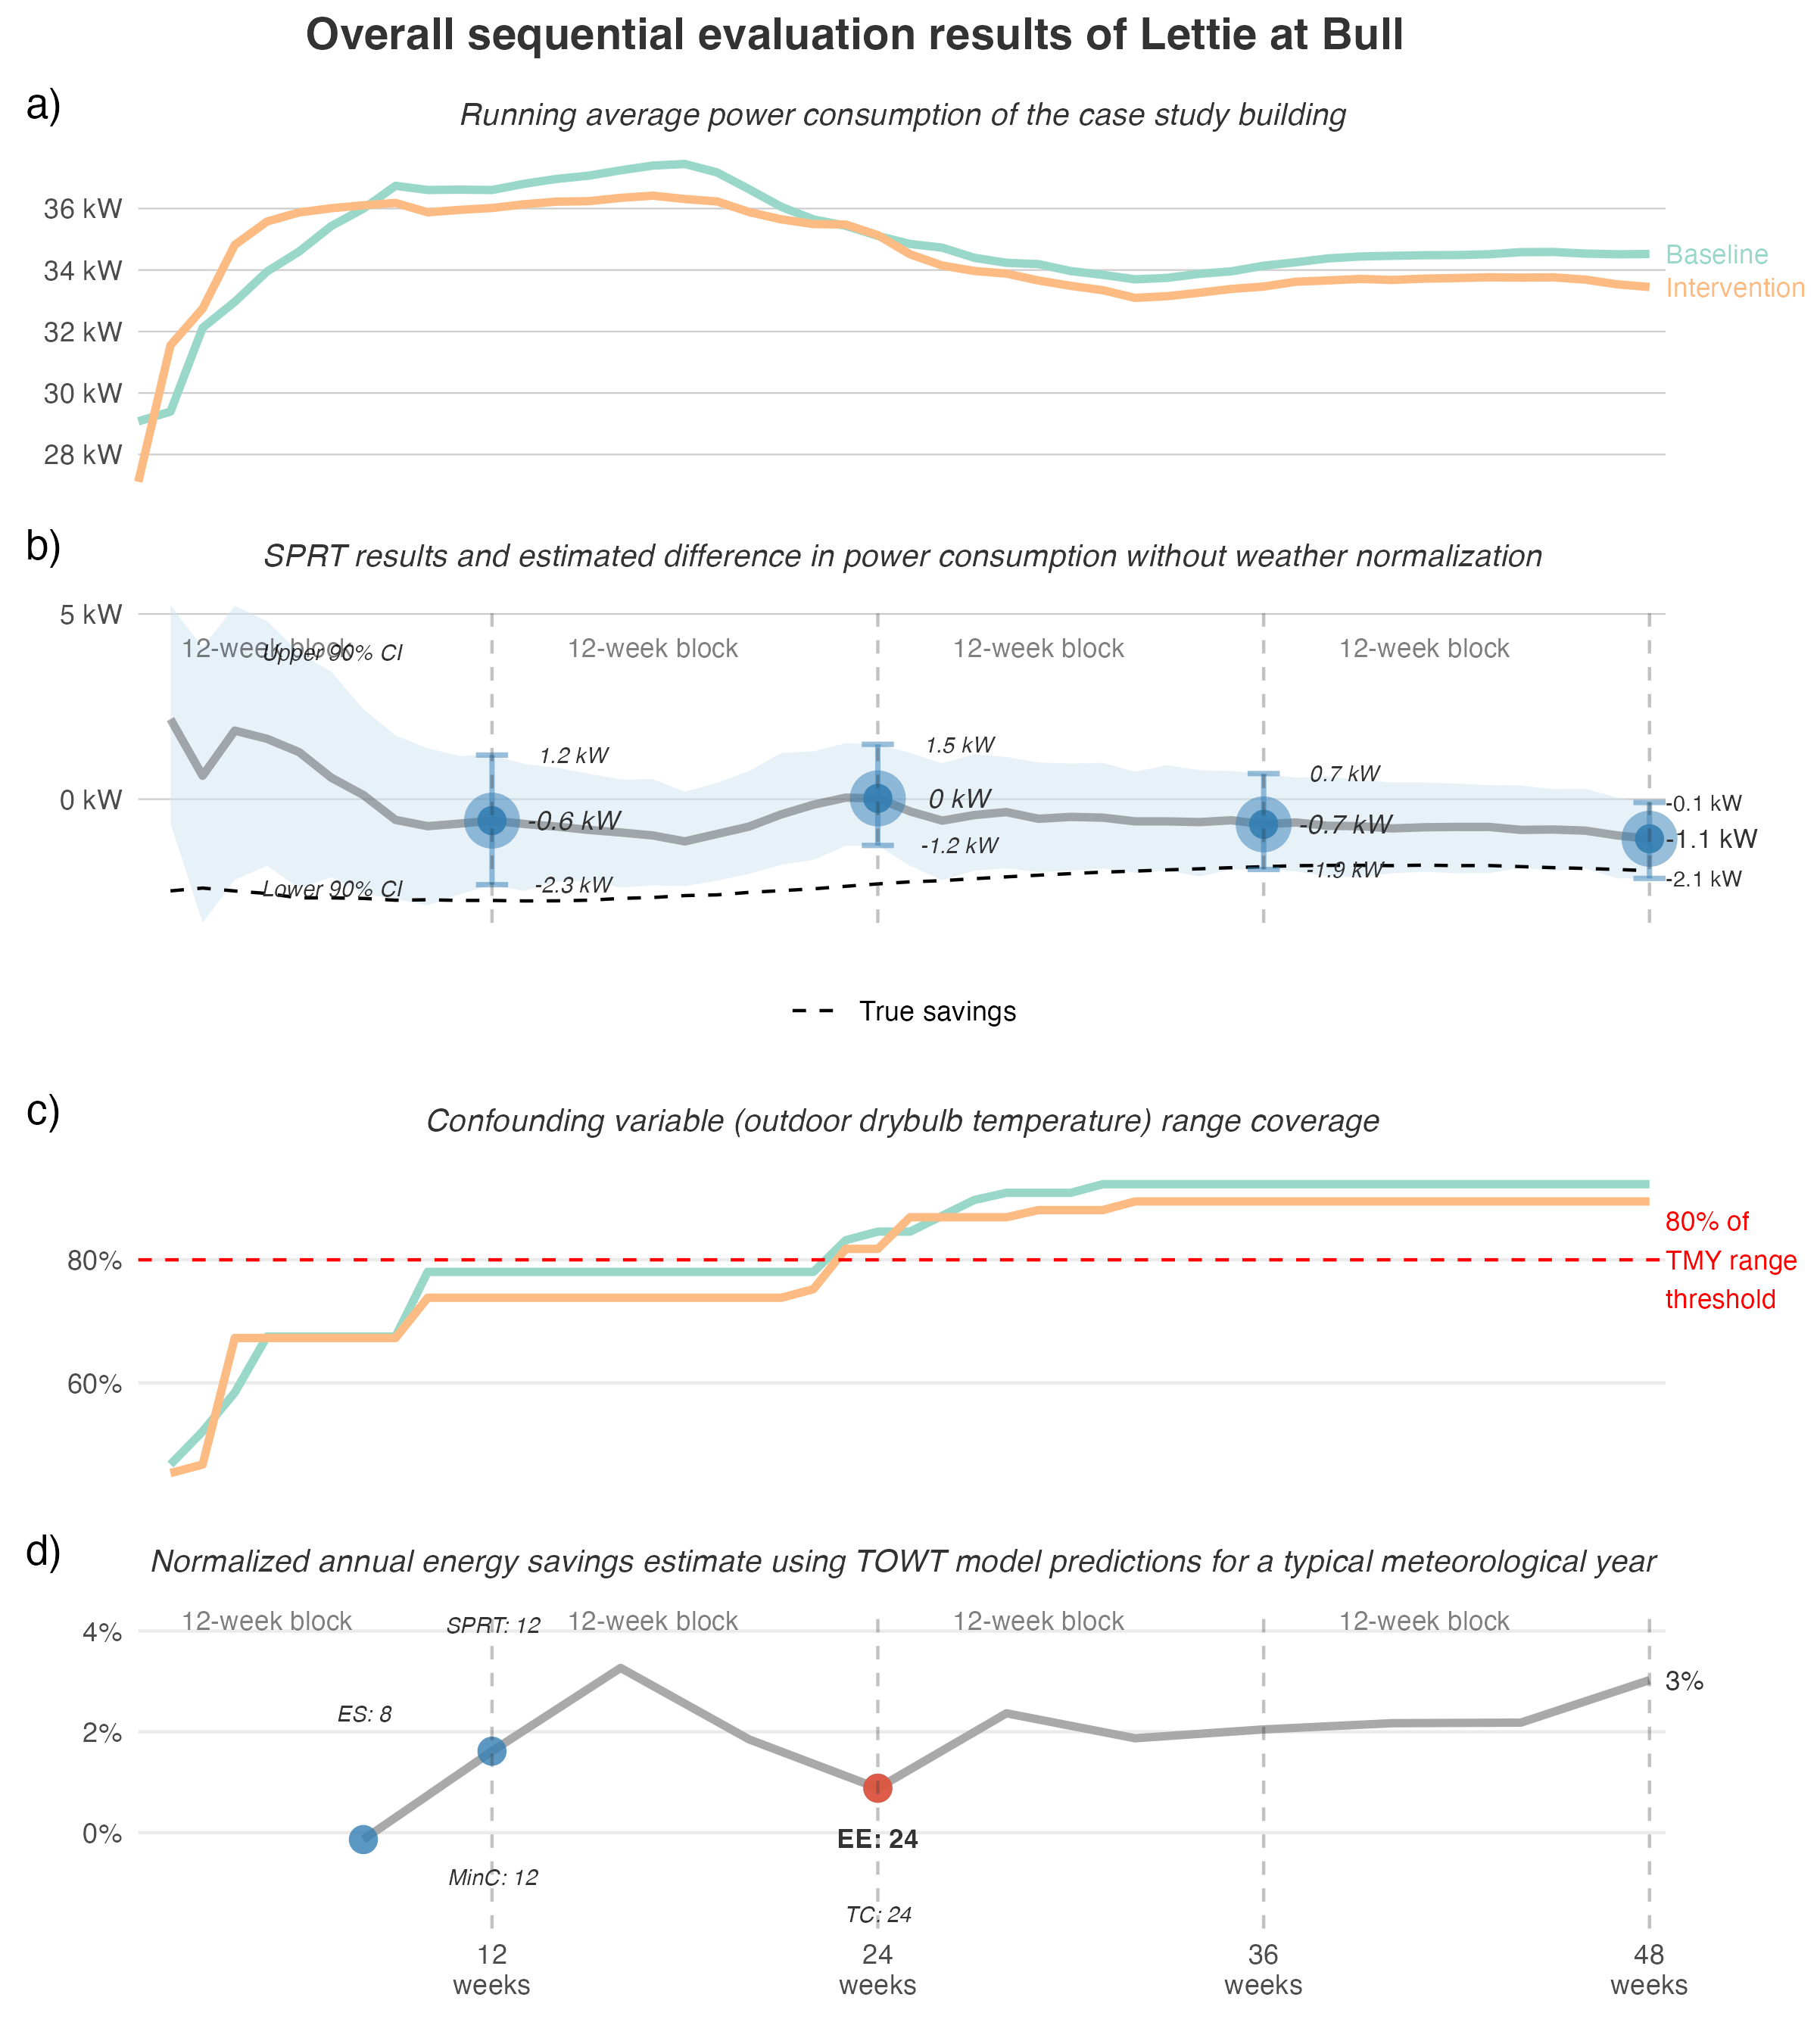 Overall sequential evaluation results of Lettie at Bull
a)
Running average power consumption of the case study building
36 kW
34 kW
32 kW
30 kW
28 kW
Baseline
Intervention
b)
SPRT results and estimated difference in power consumption without weather normalization
5 kW
0 kW
12-week block
12-week block
12-week block
12-week block
Upper 90% CI
Lower 90% CI
1.2 kW
-0.6 kW
-2.3 kW
1.5 kW
0 kW
-1.2 kW
0.7 kW
-0.7 kW
-1.9 kW
-0.1 kW
-1.1 kW
-2.1 kW
True savings
c)
Confounding variable (outdoor drybulb temperature) range coverage
80%
60%
80% of
TMY range
threshold
d)
Normalized annual energy savings estimate using TOWT model predictions for a typical meteorological year
12-week block
12-week block
12-week block
12-week block
4%
2%
0%
SPRT: 12
ES: 8
MinC: 12
EE: 24
TC: 24
3%
12
weeks
24
weeks
36
weeks
48
weeks